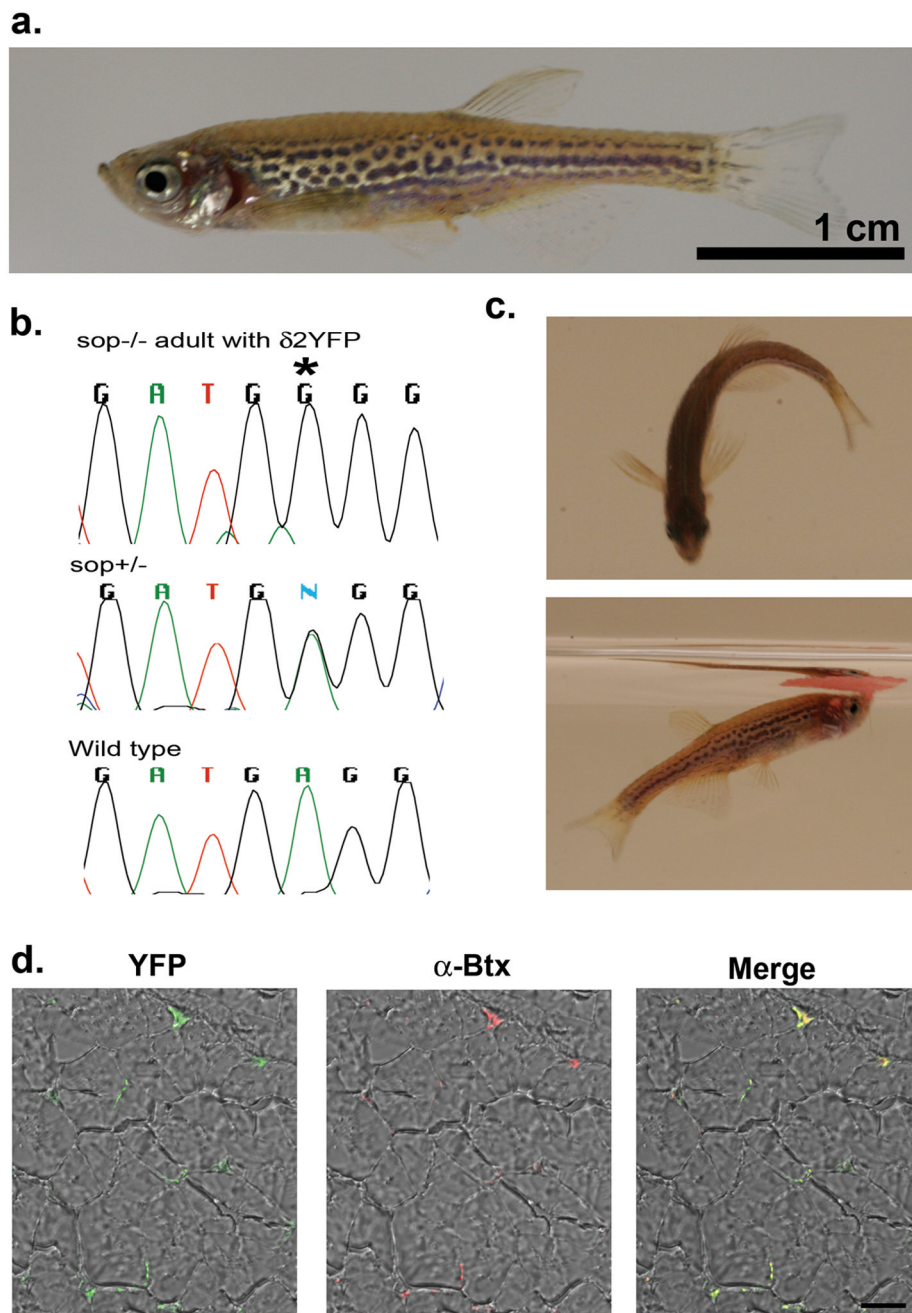 a.
1 cm
b.
sop-/- adult with δ2YFP
*
G A T G G G G
sop+/-
G A T G N G G
Wild type
G A T G A G G
c.
d.
YFP
α-Btx
Merge